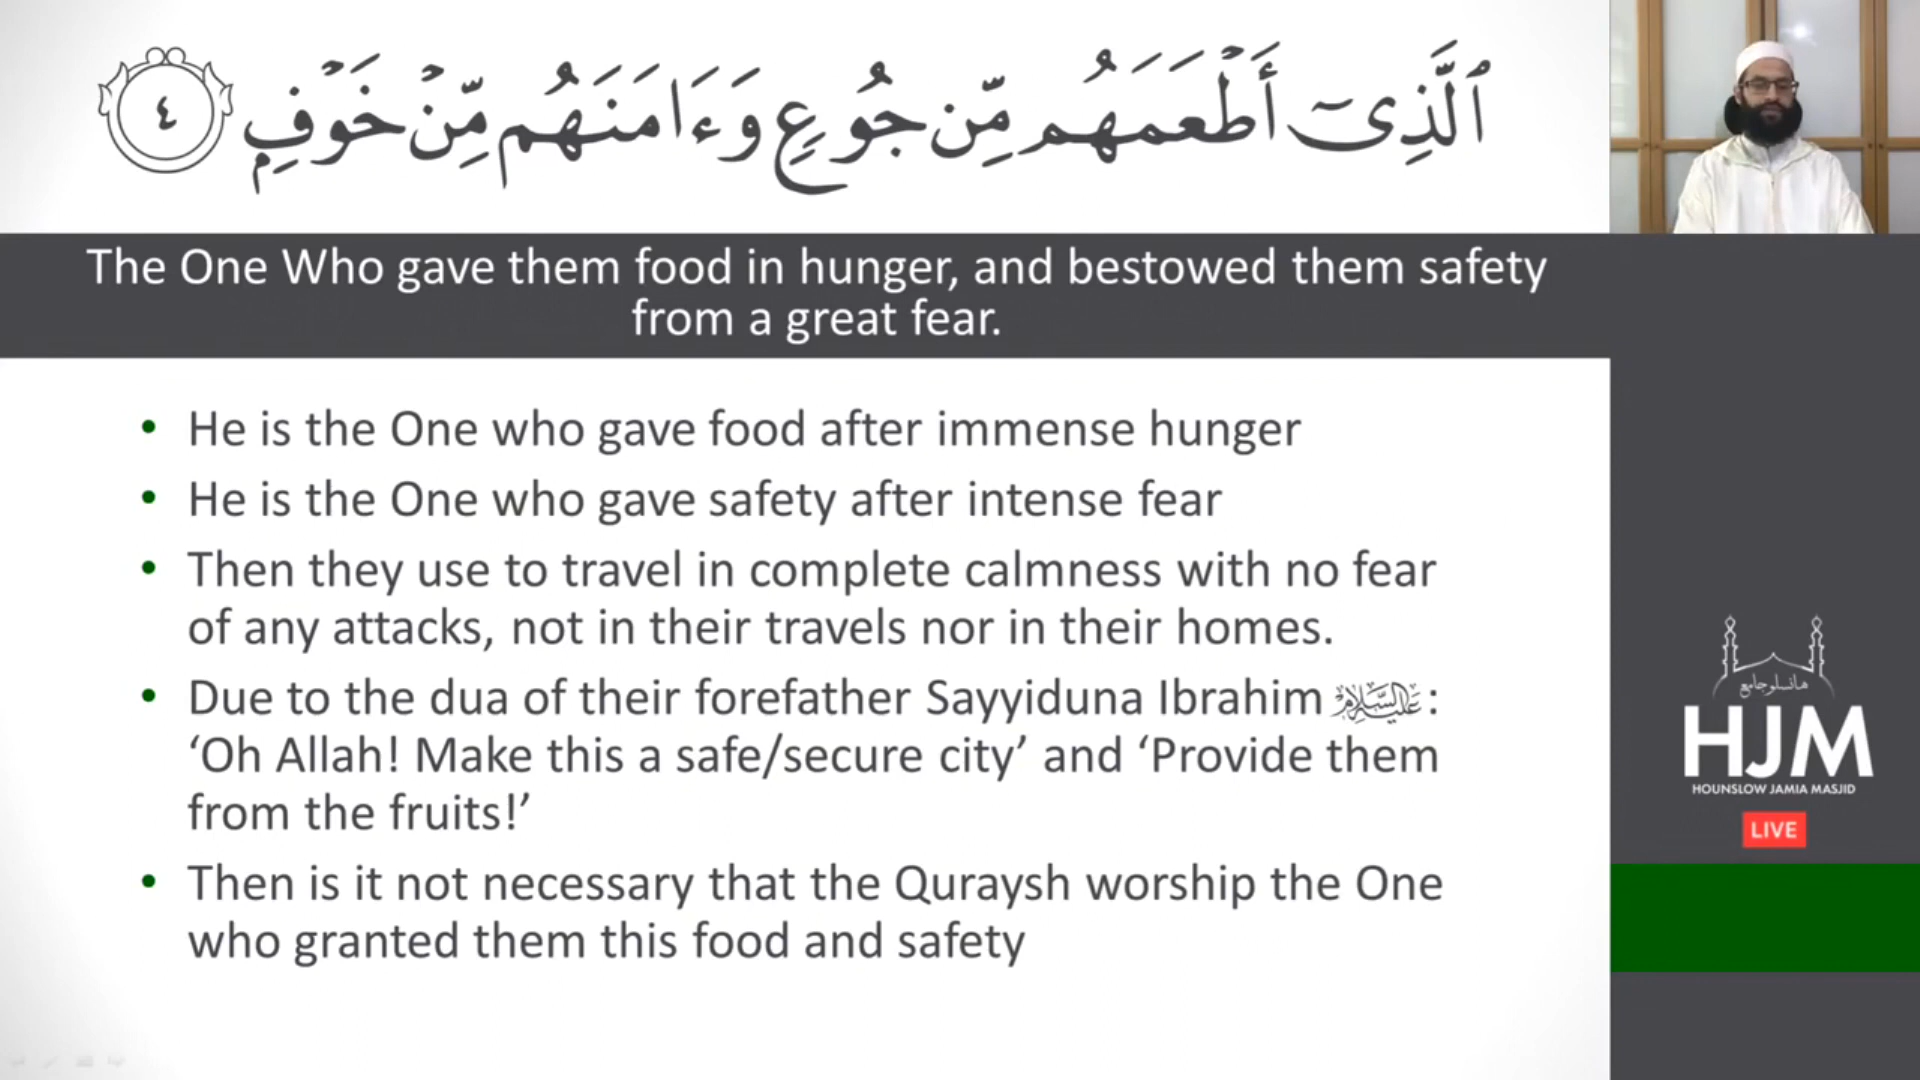 ٱلَّذِىٓ أَطْعَمَهُم مِّن جُوعٍ وَءَامَنَهُم مِّنْ خَوْفٍۭ ٤
The One Who gave them food in hunger, and bestowed them safety
from a great fear.
• He is the One who gave food after immense hunger
• He is the One who gave safety after intense fear
• Then they use to travel in complete calmness with no fear
of any attacks, not in their travels nor in their homes.
• Due to the dua of their forefather Sayyiduna Ibrahim عليه السلام:
‘Oh Allah! Make this a safe/secure city’ and ‘Provide them
from the fruits!’
• Then is it not necessary that the Quraysh worship the One
who granted them this food and safety
هانسلو جامع
HJM
HOUNSLOW JAMIA MASJID
LIVE